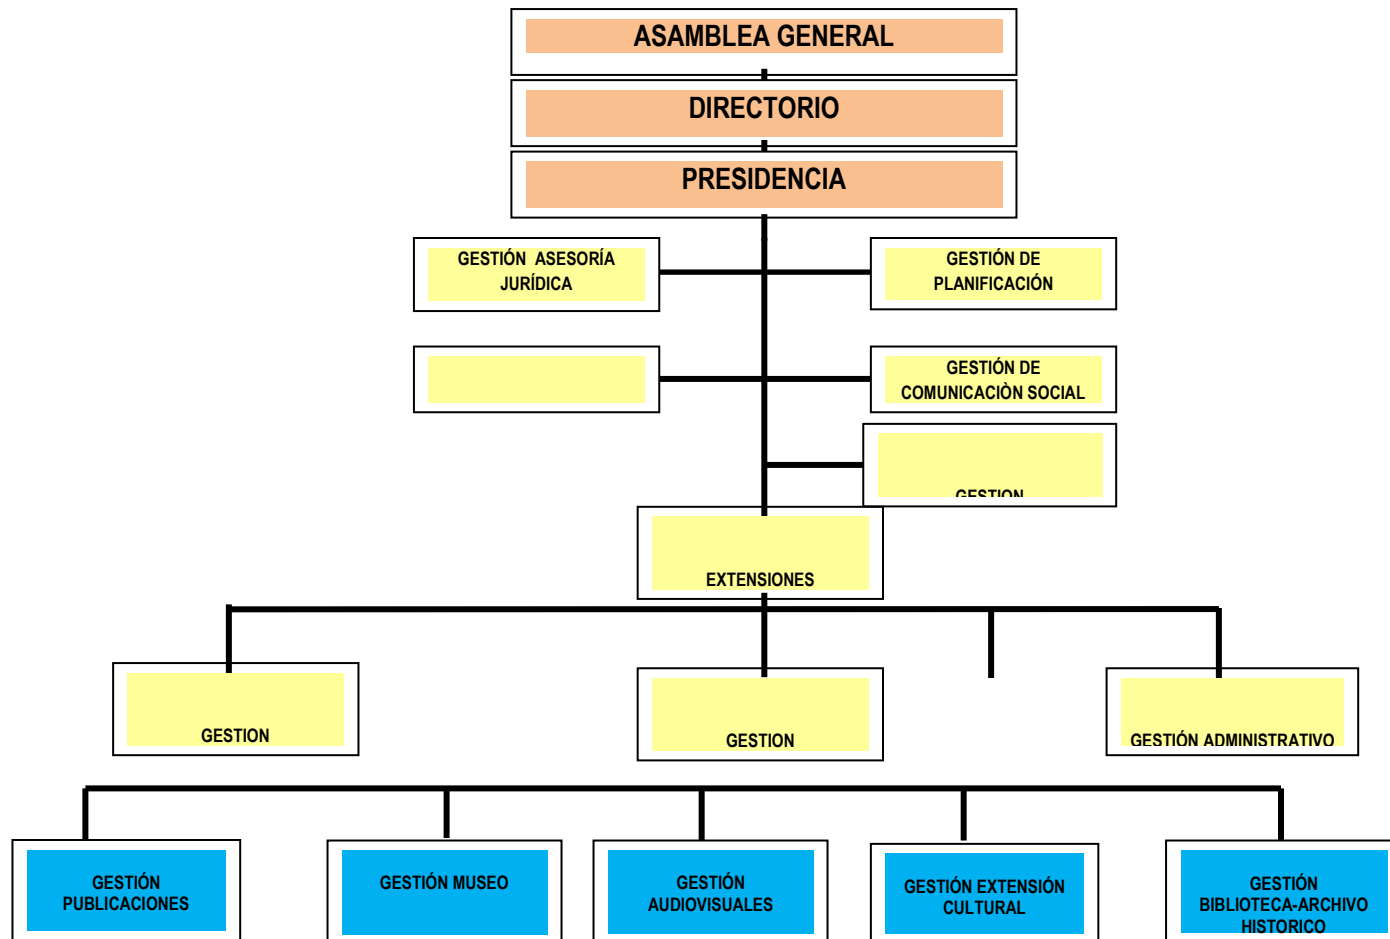 ASAMBLEA GENERAL
DIRECTORIO
PRESIDENCIA
GESTIÓN ASESORÍA
JURÍDICA
GESTIÓN DE
PLANIFICACIÓN
GESTIÓN DE
COMUNICACIÒN SOCIAL
GESTION
EXTENSIONES
GESTION
GESTION
GESTIÓN ADMINISTRATIVO
GESTIÓN
PUBLICACIONES
GESTIÓN MUSEO
GESTIÓN
AUDIOVISUALES
GESTIÓN EXTENSIÓN
CULTURAL
GESTIÓN
BIBLIOTECA-ARCHIVO
HISTORICO